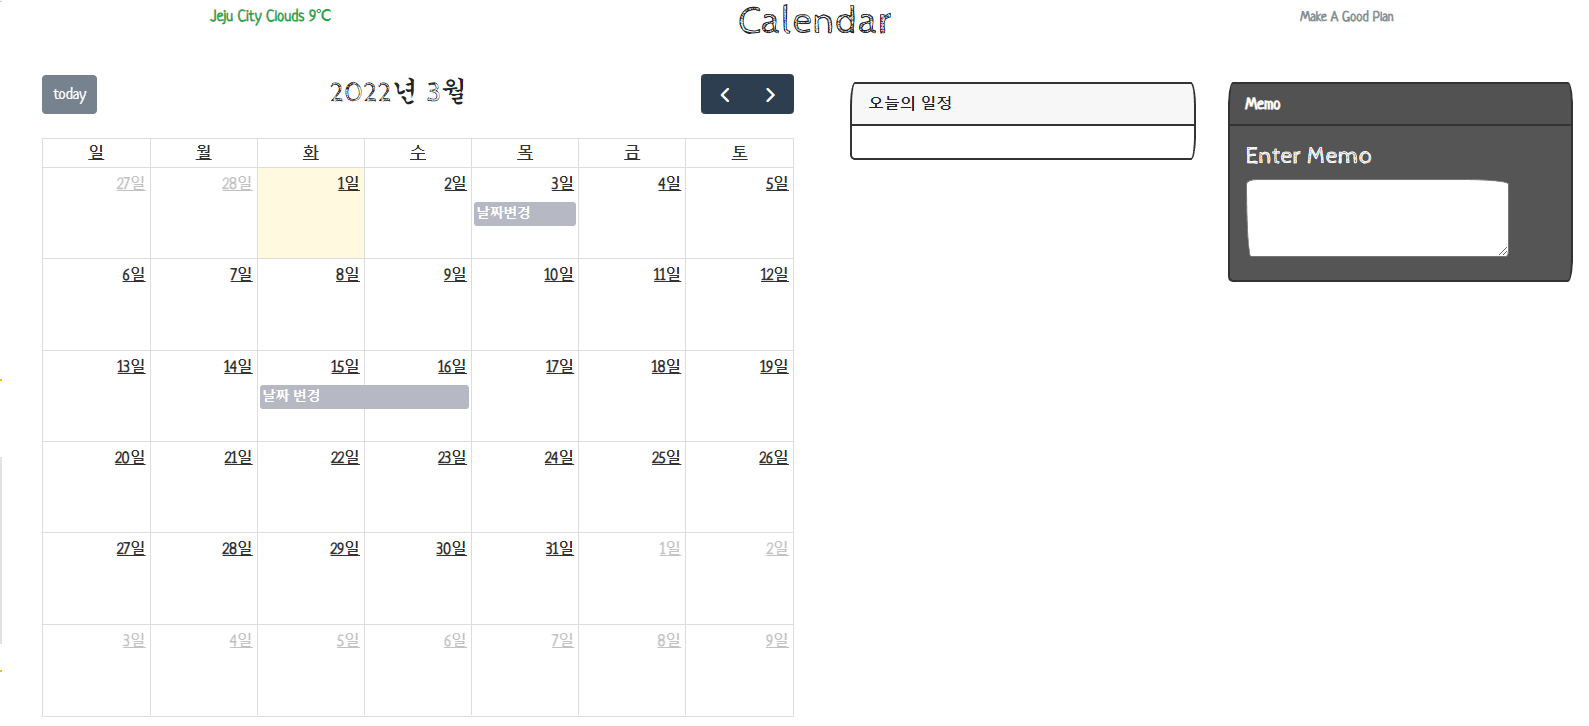 Jeju City Clouds 9°C
Calendar
Make A Good Plan
today
2022년 3월
일 월 화 수 목 금 토
27일 28일 1일 2일 3일 4일 5일
날짜변경
6일 7일 8일 9일 10일 11일 12일
13일 14일 15일 16일 17일 18일 19일
날짜 변경
20일 21일 22일 23일 24일 25일 26일
27일 28일 29일 30일 31일 1일 2일
3일 4일 5일 6일 7일 8일 9일
오늘의 일정
Memo
Enter Memo